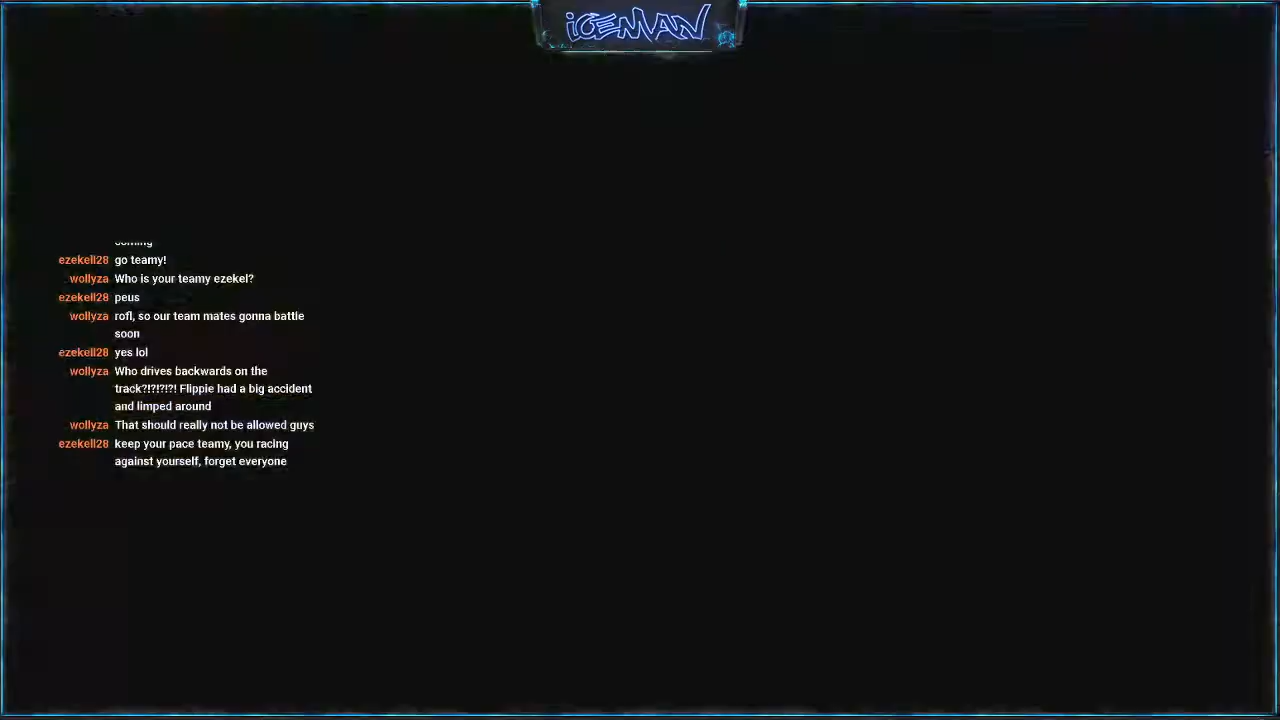 iCEMAN
coming
ezekell28 go teamy!
wollyza Who is your teamy ezekel?
ezekell28 peus
wollyza rofl, so our team mates gonna battle
soon
ezekell28 yes lol
wollyza Who drives backwards on the
track?!?!?!?! Flippie had a big accident
and limped around
wollyza That should really not be allowed guys
ezekell28 keep your pace teamy, you racing
against yourself, forget everyone